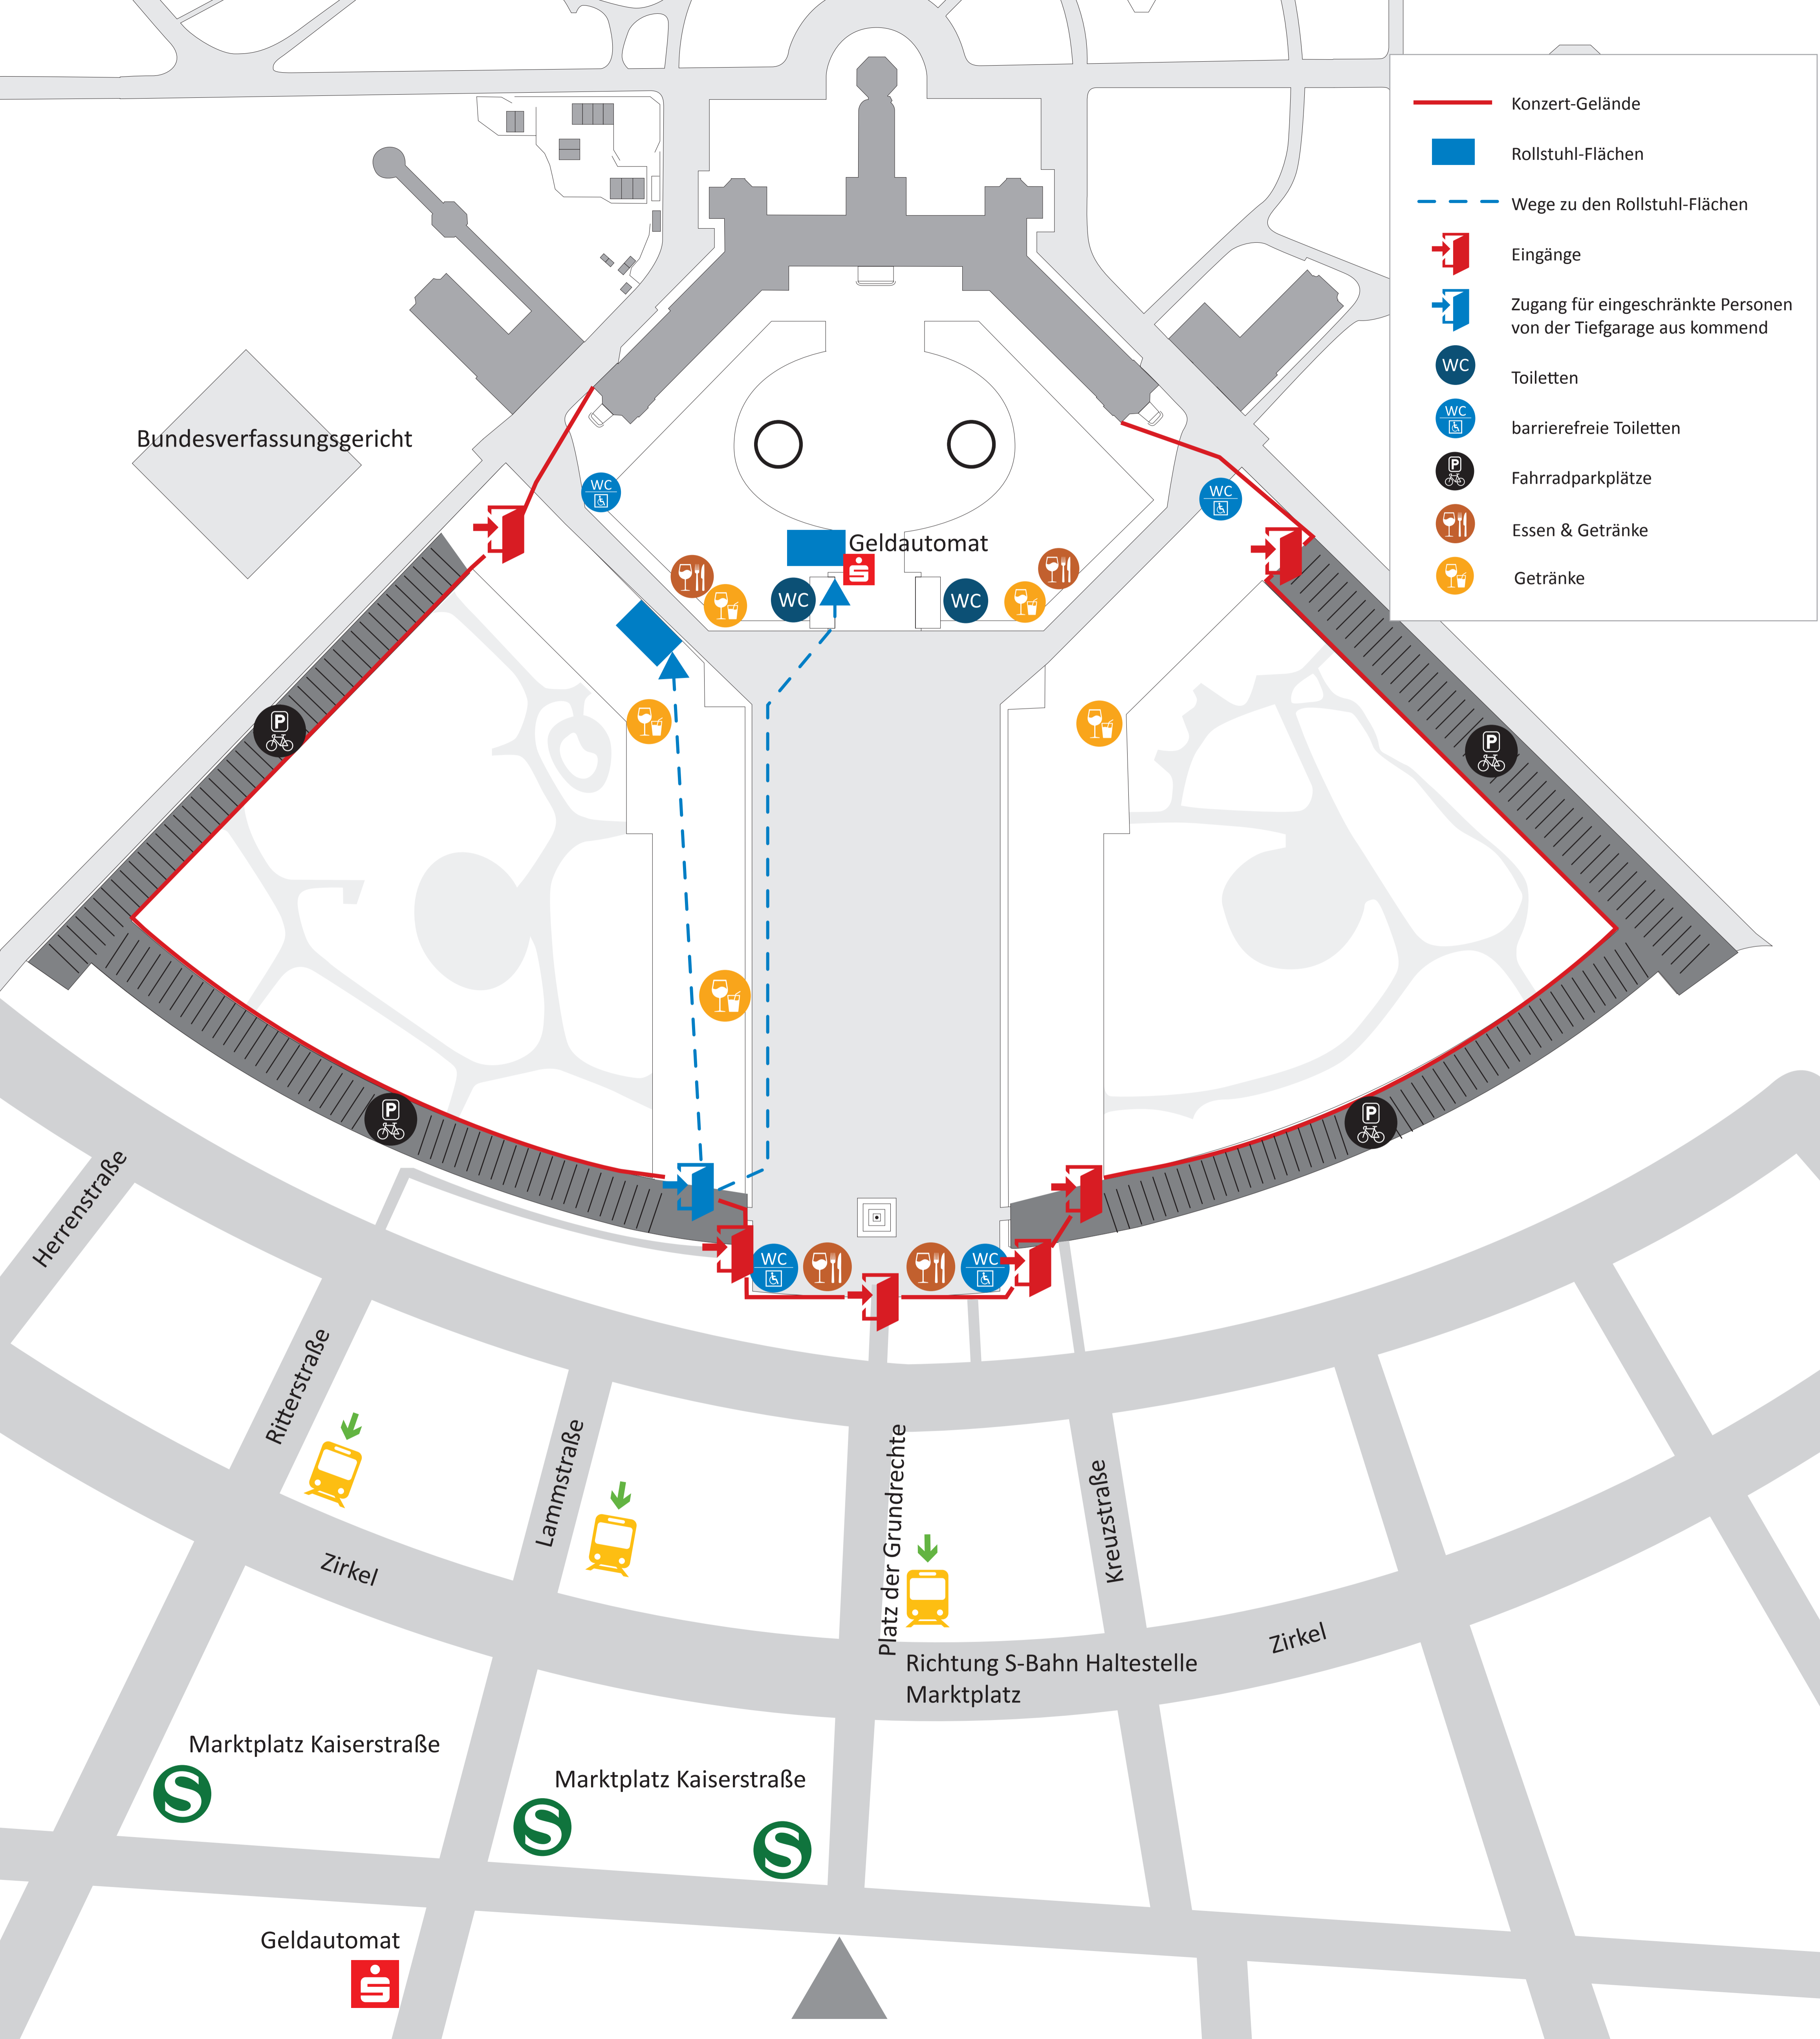 Konzert-Gelände
Rollstuhl-Flächen
Wege zu den Rollstuhl-Flächen
Eingänge
Zugang für eingeschränkte Personen
von der Tiefgarage aus kommend
WC
Toiletten
WC
barrierefreie Toiletten
P
Fahrradparkplätze
Essen & Getränke
Getränke
Bundesverfassungsgericht
WC
WC
Geldautomat
S
WC
WC
P
P
P
P
WC
WC
Herrenstraße
Ritterstraße
Lammstraße
Platz der Grundrechte
Kreuzstraße
Zirkel
Zirkel
Richtung S-Bahn Haltestelle
Marktplatz
Marktplatz Kaiserstraße
S
Marktplatz Kaiserstraße
S
S
Geldautomat
S